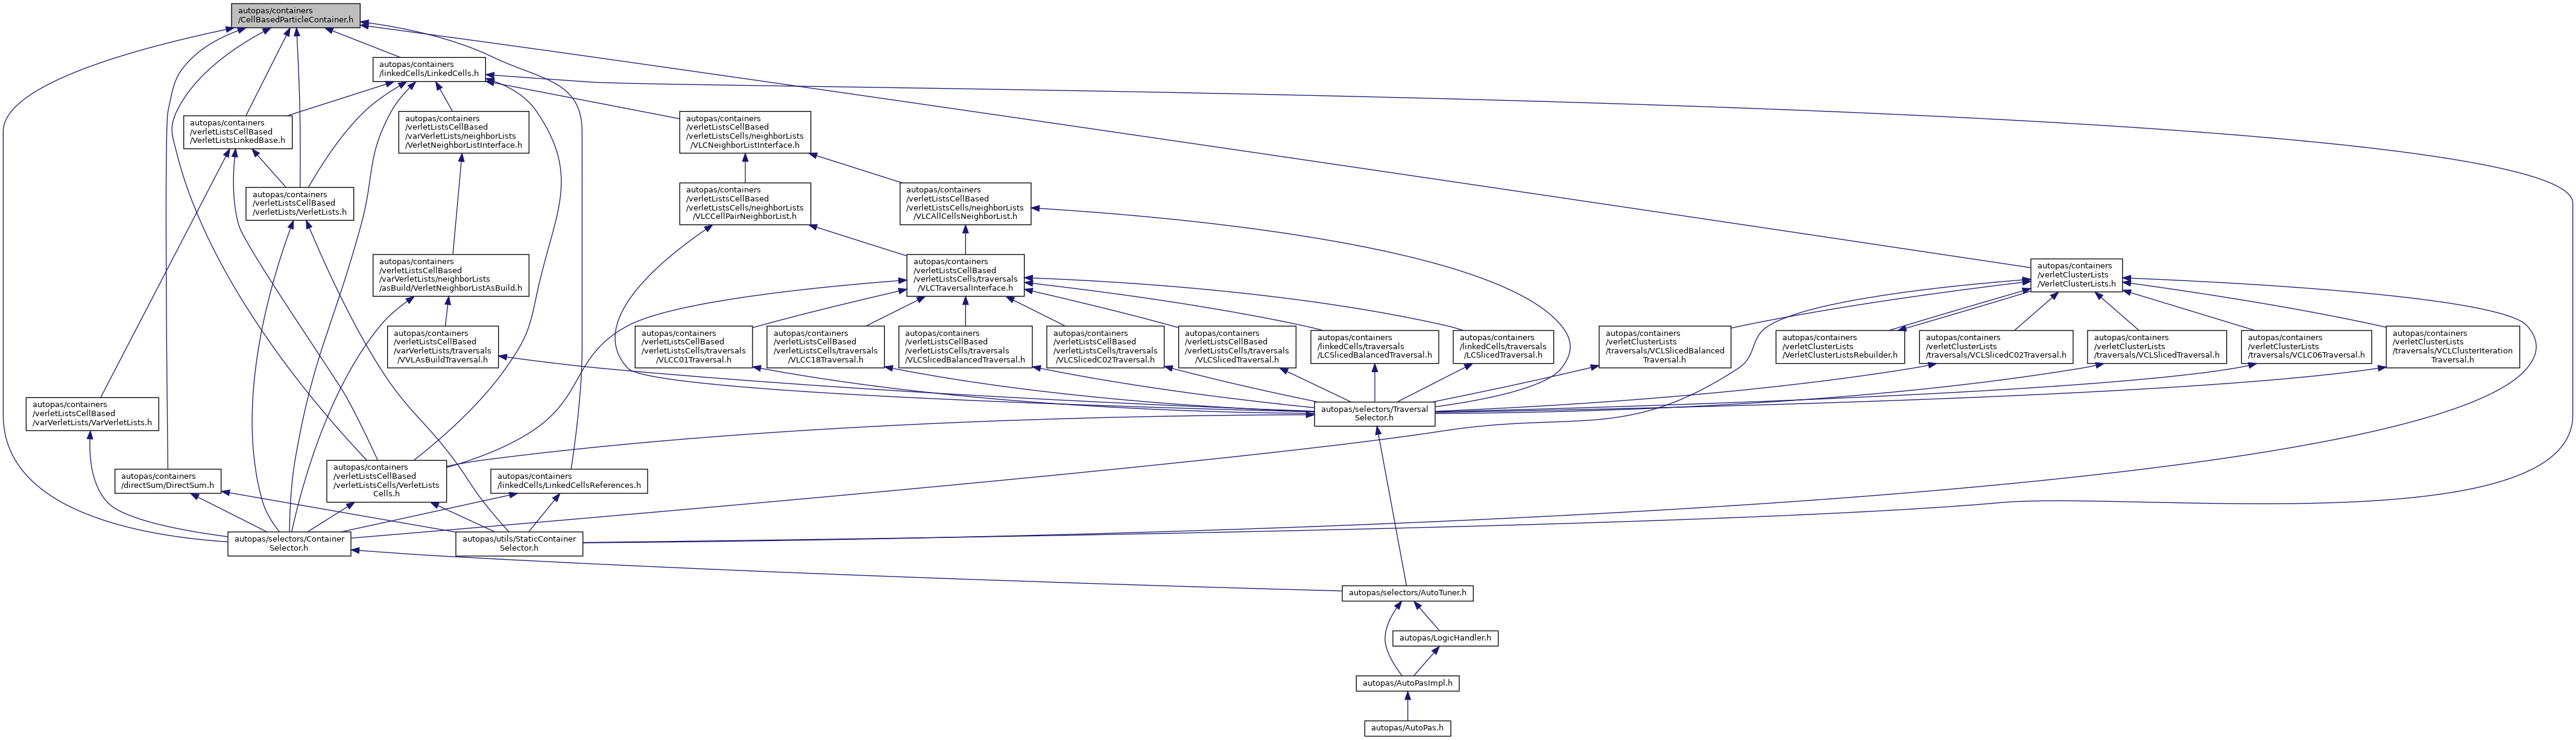 autopas/containers
/CellBasedParticleContainer.h
autopas/containers
/linkedCells/LinkedCells.h
autopas/containers
/verletListsCellBased
/VerletListsLinkedBase.h
autopas/containers
/verletListsCellBased
/varVerletLists/neighborLists
/VerletNeighborListInterface.h
autopas/containers
/verletListsCellBased
/verletListsCells/neighborLists
/VLCNeighborListInterface.h
autopas/containers
/verletListsCellBased
/verletLists/VerletLists.h
autopas/containers
/verletListsCellBased
/verletListsCells/neighborLists
/VLCCellPairNeighborList.h
autopas/containers
/verletListsCellBased
/verletListsCells/neighborLists
/VLCAllCellsNeighborList.h
autopas/containers
/verletListsCellBased
/varVerletLists/neighborLists
/asBuild/VerletNeighborListAsBuild.h
autopas/containers
/verletListsCellBased
/verletListsCells/traversals
/VLCTraversalInterface.h
autopas/containers
/verletClusterLists
/VerletClusterLists.h
autopas/containers
/verletListsCellBased
/varVerletLists/traversals
/VVLAsBuildTraversal.h
autopas/containers
/verletListsCellBased
/verletListsCells/traversals
/VLCC01Traversal.h
autopas/containers
/verletListsCellBased
/verletListsCells/traversals
/VLCC18Traversal.h
autopas/containers
/verletListsCellBased
/verletListsCells/traversals
/VLCSlicedBalancedTraversal.h
autopas/containers
/verletListsCellBased
/verletListsCells/traversals
/VLCSlicedC02Traversal.h
autopas/containers
/verletListsCellBased
/verletListsCells/traversals
/VLCSlicedTraversal.h
autopas/containers
/linkedCells/traversals
/LCSlicedBalancedTraversal.h
autopas/containers
/linkedCells/traversals
/LCSlicedTraversal.h
autopas/containers
/verletClusterLists
/traversals/VCLSlicedBalanced
Traversal.h
autopas/containers
/verletClusterLists
/VerletClusterListsRebuilder.h
autopas/containers
/verletClusterLists
/traversals/VCLSlicedC02Traversal.h
autopas/containers
/verletClusterLists
/traversals/VCLSlicedTraversal.h
autopas/containers
/verletClusterLists
/traversals/VCLC06Traversal.h
autopas/containers
/verletClusterLists
/traversals/VCLClusterIteration
Traversal.h
autopas/containers
/verletListsCellBased
/varVerletLists/VarVerletLists.h
autopas/selectors/Traversal
Selector.h
autopas/containers
/directSum/DirectSum.h
autopas/containers
/verletListsCellBased
/verletListsCells/VerletLists
Cells.h
autopas/containers
/linkedCells/LinkedCellsReferences.h
autopas/selectors/Container
Selector.h
autopas/utils/StaticContainer
Selector.h
autopas/selectors/AutoTuner.h
autopas/LogicHandler.h
autopas/AutoPasImpl.h
autopas/AutoPas.h